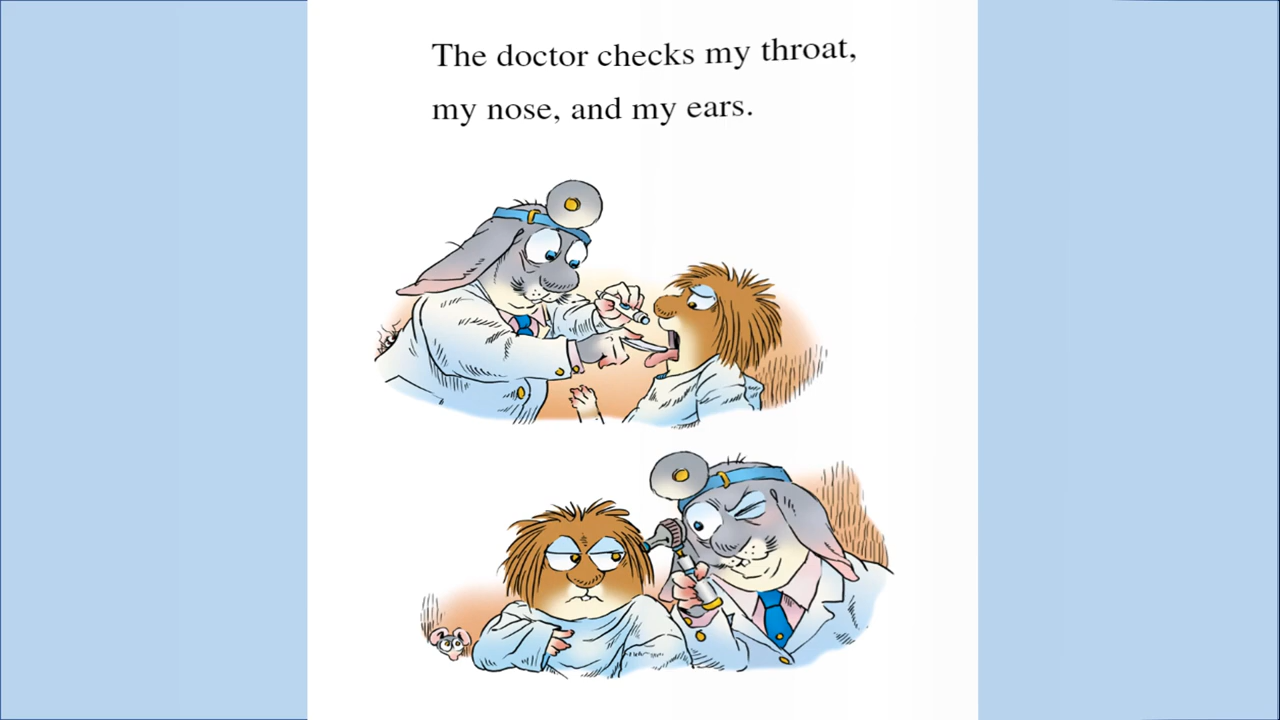 The doctor checks my throat,
my nose, and my ears.